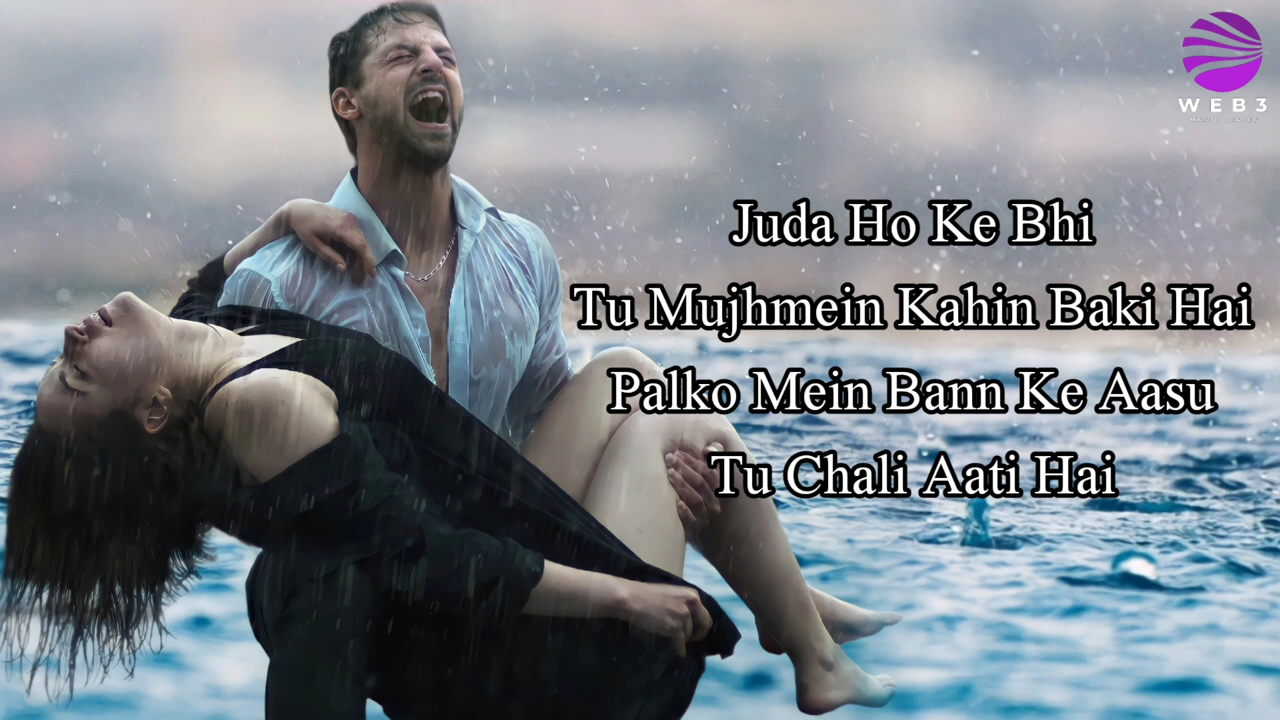 WEB3
Juda Ho Ke Bhi
Tu Mujhmein Kahin Baki Hai
Palko Mein Bann Ke Aasu
Tu Chali Aati Hai